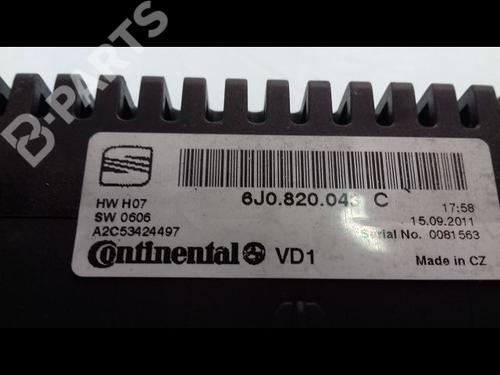 B-PARTS
6J0.820.043 C
HW H07
SW 0606
A2C53424497
17:58
15.09.2011
Serial No. 0081563
Continental VD1
Made in CZ